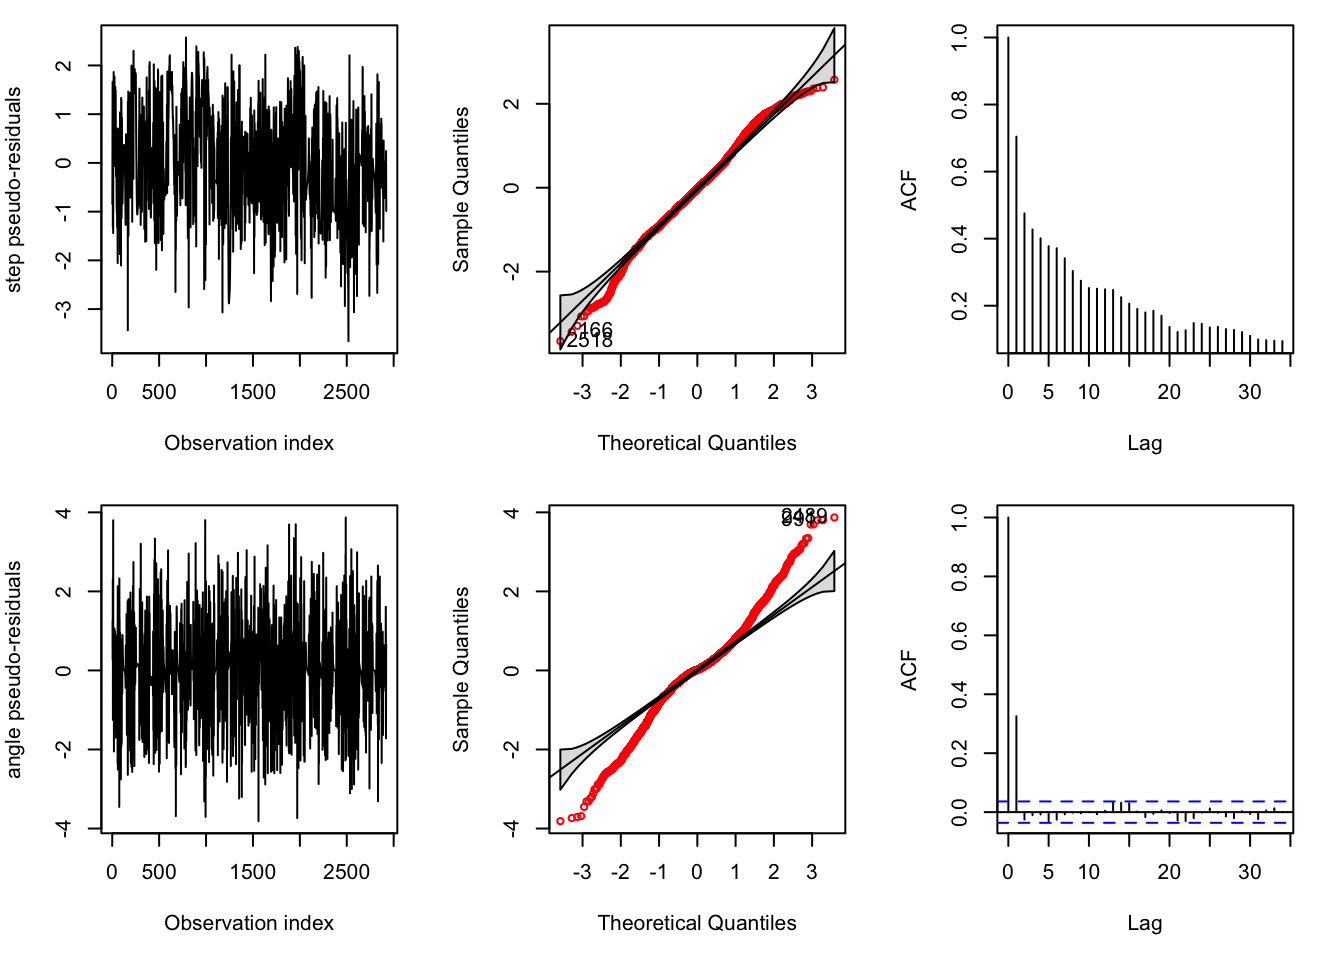 step pseudo-residuals
2
1
0
-1
-2
-3
0 500 1500 2500
Observation index
Sample Quantiles
2
0
-2
166
2518
-3 -2 -1 0 1 2 3
Theoretical Quantiles
ACF
1.0
0.8
0.6
0.4
0.2
0 5 10 20 30
Lag
angle pseudo-residuals
4
2
0
-2
-4
0 500 1500 2500
Observation index
Sample Quantiles
4
2
0
-2
-4
-3 -2 -1 0 1 2 3
Theoretical Quantiles
ACF
1.0
0.8
0.6
0.4
0.2
0.0
0 5 10 20 30
Lag